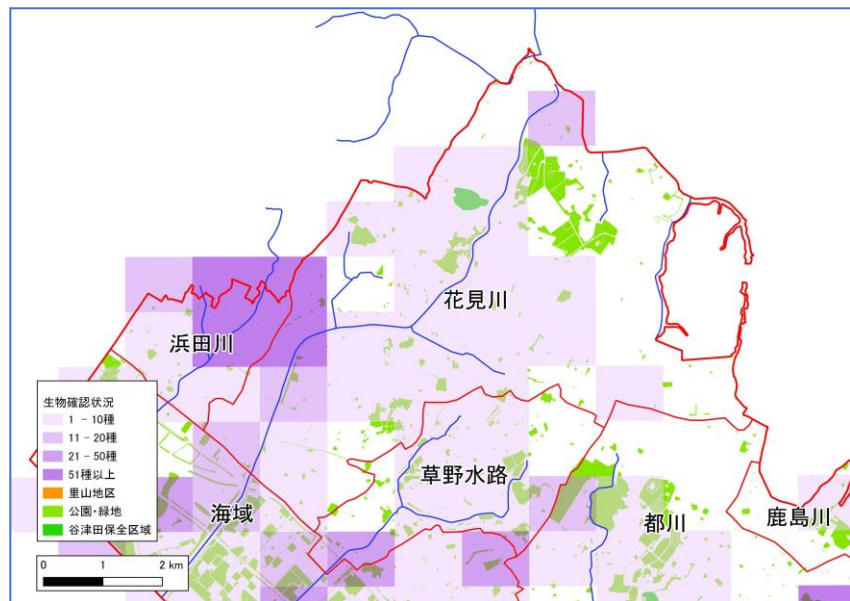 花見川
浜田川
生物確認状況
1 - 10種
11 - 20種
21 - 50種
51種以上
里山地区
公園・緑地
谷津田保全区域
草野水路
海域
都川
鹿島川
0 1 2 km